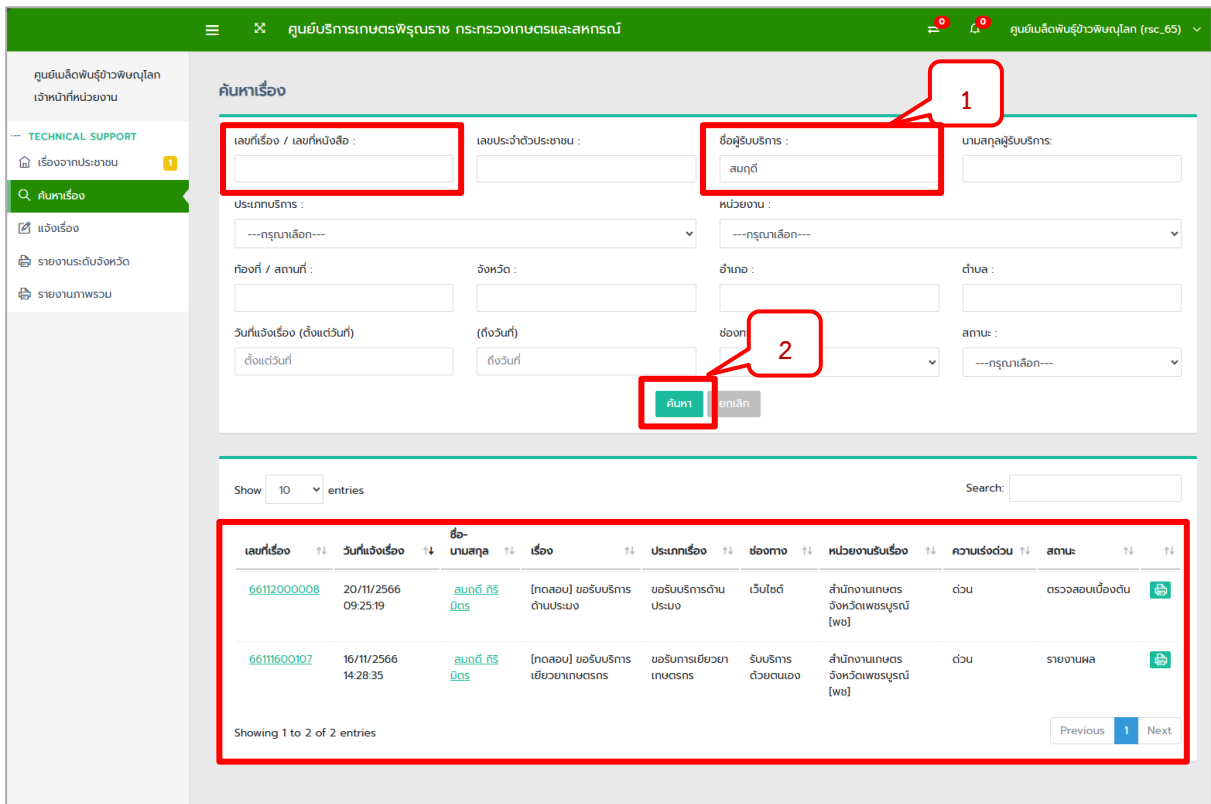 ศูนย์บริการเกษตรพิรุณราช กระทรวงเกษตรและสหกรณ์
0
0
ศูนย์เมล็ดพันธุ์ข้าวพิษณุโลก (rsc_65)
ศูนย์เมล็ดพันธุ์ข้าวพิษณุโลก
เจ้าหน้าที่หน่วยงาน
--- TECHNICAL SUPPORT
เรื่องจากประชาชน 1
ค้นหาเรื่อง
แจ้งเรื่อง
รายงานระดับจังหวัด
รายงานภาพรวม
ค้นหาเรื่อง
1
เลขที่เรื่อง / เลขที่หนังสือ : เลขประจำตัวประชาชน : ชื่อผู้รับบริการ : นามสกุลผู้รับบริการ:
สมฤดี
ประเภทบริการ : หน่วยงาน :
---กรุณาเลือก--- ---กรุณาเลือก---
ท้องที่ / สถานที่ : จังหวัด : อำเภอ : ตำบล :
วันที่แจ้งเรื่อง (ตั้งแต่วันที่) (ถึงวันที่) สถานะ :
ตั้งแต่วันที่ ถึงวันที่ ---กรุณาเลือก---
2
ค้นหา ยกเลิก
Show 10 entries Search:
ชื่อ-
เลขที่เรื่อง วันที่แจ้งเรื่อง นามสกุล เรื่อง ประเภทเรื่อง ช่องทาง หน่วยงานรับเรื่อง ความเร่งด่วน สถานะ
66112000008 20/11/2566 สมฤดี ภิริ [ทดสอบ] ขอรับบริการ ขอรับบริการด้าน เว็บไซต์ สำนักงานเกษตร ด่วน ตรวจสอบเบื้องต้น
09:25:19 มิตร ด้านประมง ประมง จังหวัดเพชรบูรณ์
[พช]
66111600107 16/11/2566 สมฤดี ภิริ [ทดสอบ] ขอรับบริการ ขอรับการเยียวยา รับบริการ สำนักงานเกษตร ด่วน รายงานผล
14:28:35 มิตร เยียวยาเกษตรกร เกษตรกร ด้วยตนเอง จังหวัดเพชรบูรณ์
[พช]
Showing 1 to 2 of 2 entries Previous 1 Next